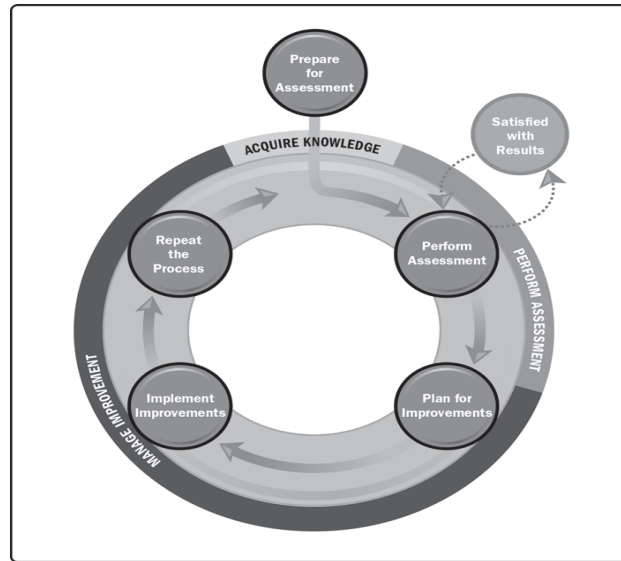 Prepare
for
Assessment
ACQUIRE KNOWLEDGE
Satisfied
with
Results
Repeat
the
Process
Perform
Assessment
PERFORM ASSESSMENT
Implement
Improvements
Plan for
Improvements
MANAGE IMPROVEMENT